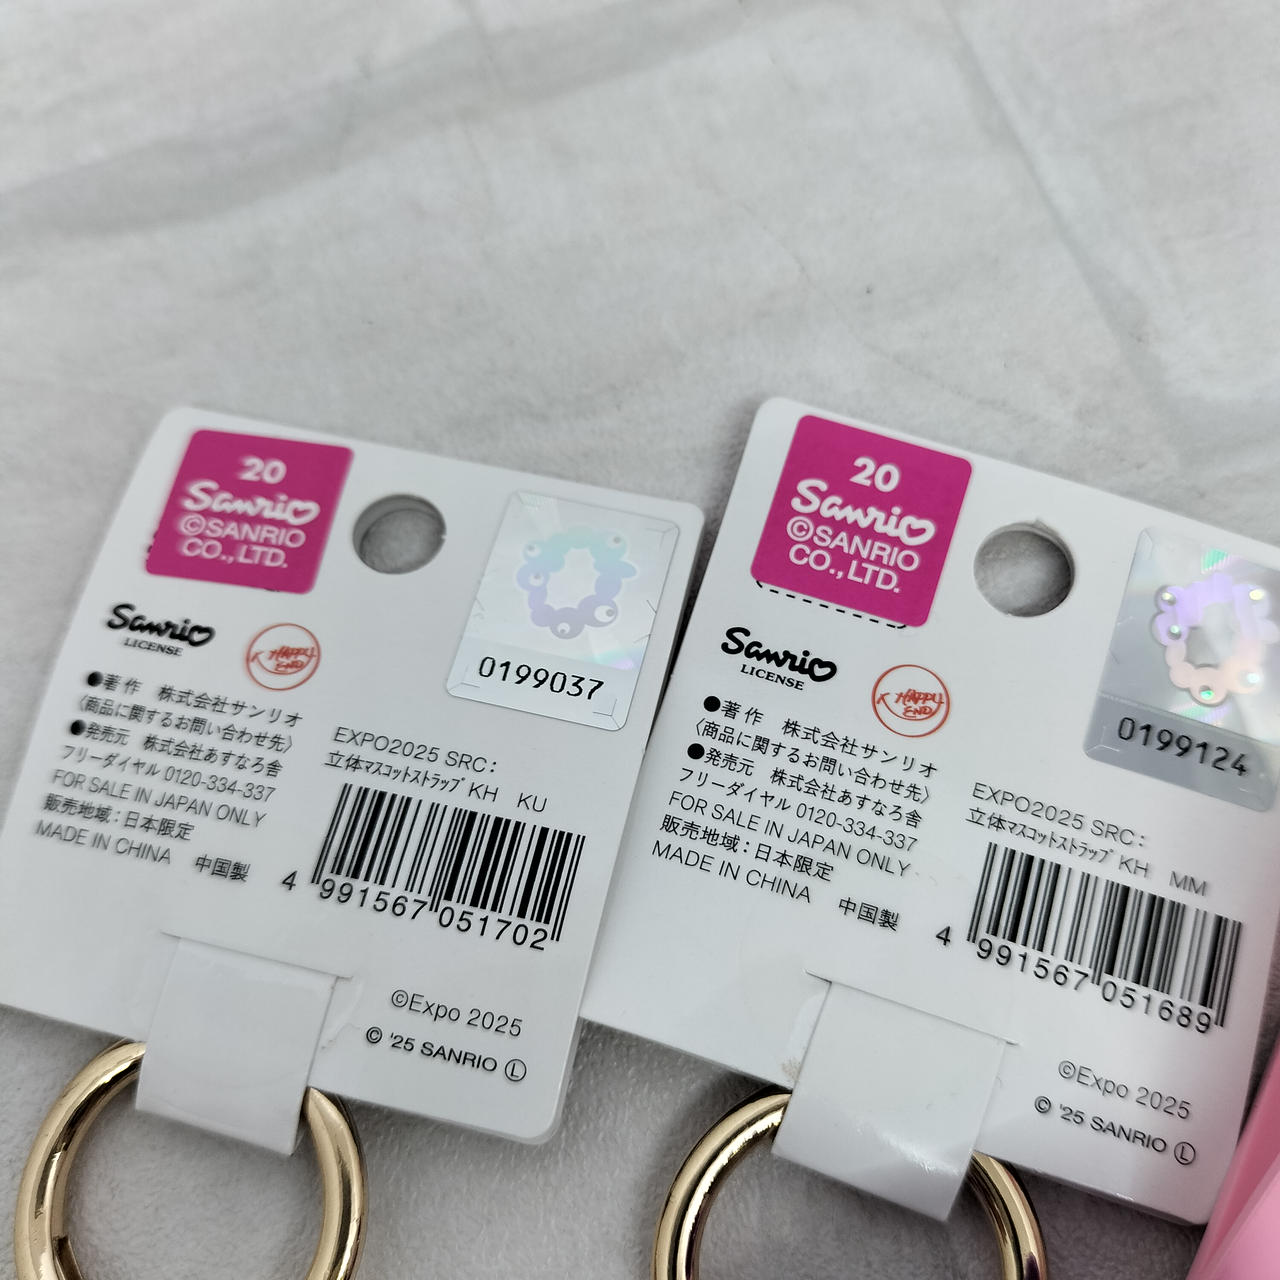 20
Sanrio
©SANRIO
CO.,LTD.
Sanrio
LICENSE
HAPPY
END
0199037
●著作 株式会社サンリオ
〈商品に関するお問い合わせ先〉
●発売元 株式会社あすなろ舎
フリーダイヤル 0120-334-337
FOR SALE IN JAPAN ONLY
販売地域：日本限定
MADE IN CHINA 中国製
EXPO2025 SRC：
立体ﾏｽｺｯﾄｽﾄﾗｯﾌﾟ KH KU
4 991567 051702
©Expo 2025
© '25 SANRIO Ⓛ
20
Sanrio
©SANRIO
CO.,LTD.
Sanrio
LICENSE
HAPPY
END
0199124
●著作 株式会社サンリオ
〈商品に関するお問い合わせ先〉
●発売元 株式会社あすなろ舎
フリーダイヤル 0120-334-337
FOR SALE IN JAPAN ONLY
販売地域：日本限定
MADE IN CHINA 中国製
EXPO2025 SRC：
立体ﾏｽｺｯﾄｽﾄﾗｯﾌﾟ KH MM
4 991567 051689
©Expo 2025
© '25 SANRIO Ⓛ